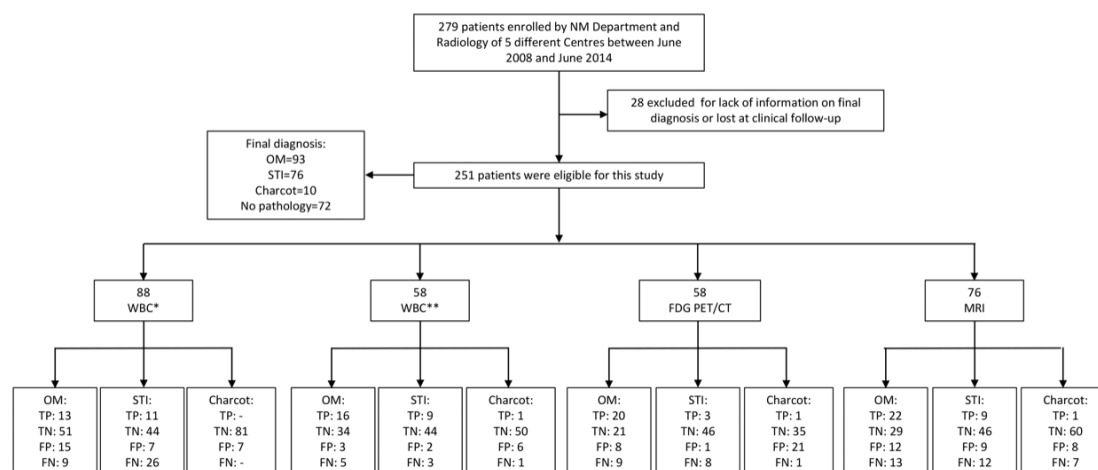 279 patients enrolled by NM Department and
Radiology of 5 different Centres between June
2008 and June 2014
28 excluded for lack of information on final
diagnosis or lost at clinical follow-up
Final diagnosis:
OM=93
STI=76
Charcot=10
No pathology=72
251 patients were eligible for this study
88
WBC*
58
WBC**
58
FDG PET/CT
76
MRI
OM:
TP: 13
TN: 51
FP: 15
FN: 9
STI:
TP: 11
TN: 44
FP: 7
FN: 26
Charcot:
TP: -
TN: 81
FP: 7
FN: -
OM:
TP: 16
TN: 34
FP: 3
FN: 5
STI:
TP: 9
TN: 44
FP: 2
FN: 3
Charcot:
TP: 1
TN: 50
FP: 6
FN: 1
OM:
TP: 20
TN: 21
FP: 8
FN: 9
STI:
TP: 3
TN: 46
FP: 1
FN: 8
Charcot:
TP: 1
TN: 35
FP: 21
FN: 1
OM:
TP: 22
TN: 29
FP: 12
FN: 13
STI:
TP: 9
TN: 46
FP: 9
FN: 12
Charcot:
TP: 1
TN: 60
FP: 8
FN: 7